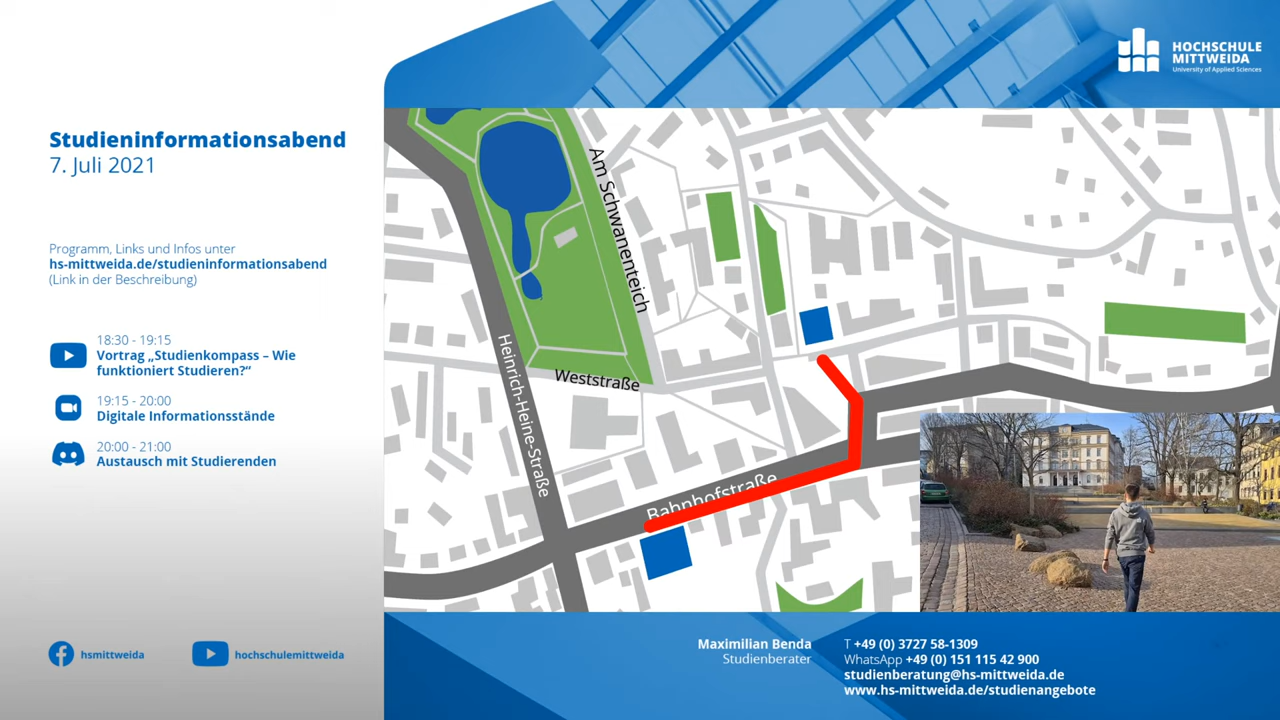 HOCHSCHULE
MITTWEIDA
University of Applied Sciences
Studieninformationsabend
7. Juli 2021
Programm, Links und Infos unter
hs-mittweida.de/studieninformationsabend
(Link in der Beschreibung)
18:30 - 19:15
Vortrag „Studienkompass – Wie
funktioniert Studieren?“
19:15 - 20:00
Digitale Informationsstände
20:00 - 21:00
Austausch mit Studierenden
hsmittweida
hochschulemittweida
Am Schwanenteich
Heinrich-Heine-Straße
Weststraße
Bahnhofstraße
Maximilian Benda
Studienberater
T +49 (0) 3727 58-1309
WhatsApp +49 (0) 151 115 42 900
studienberatung@hs-mittweida.de
www.hs-mittweida.de/studienangebote